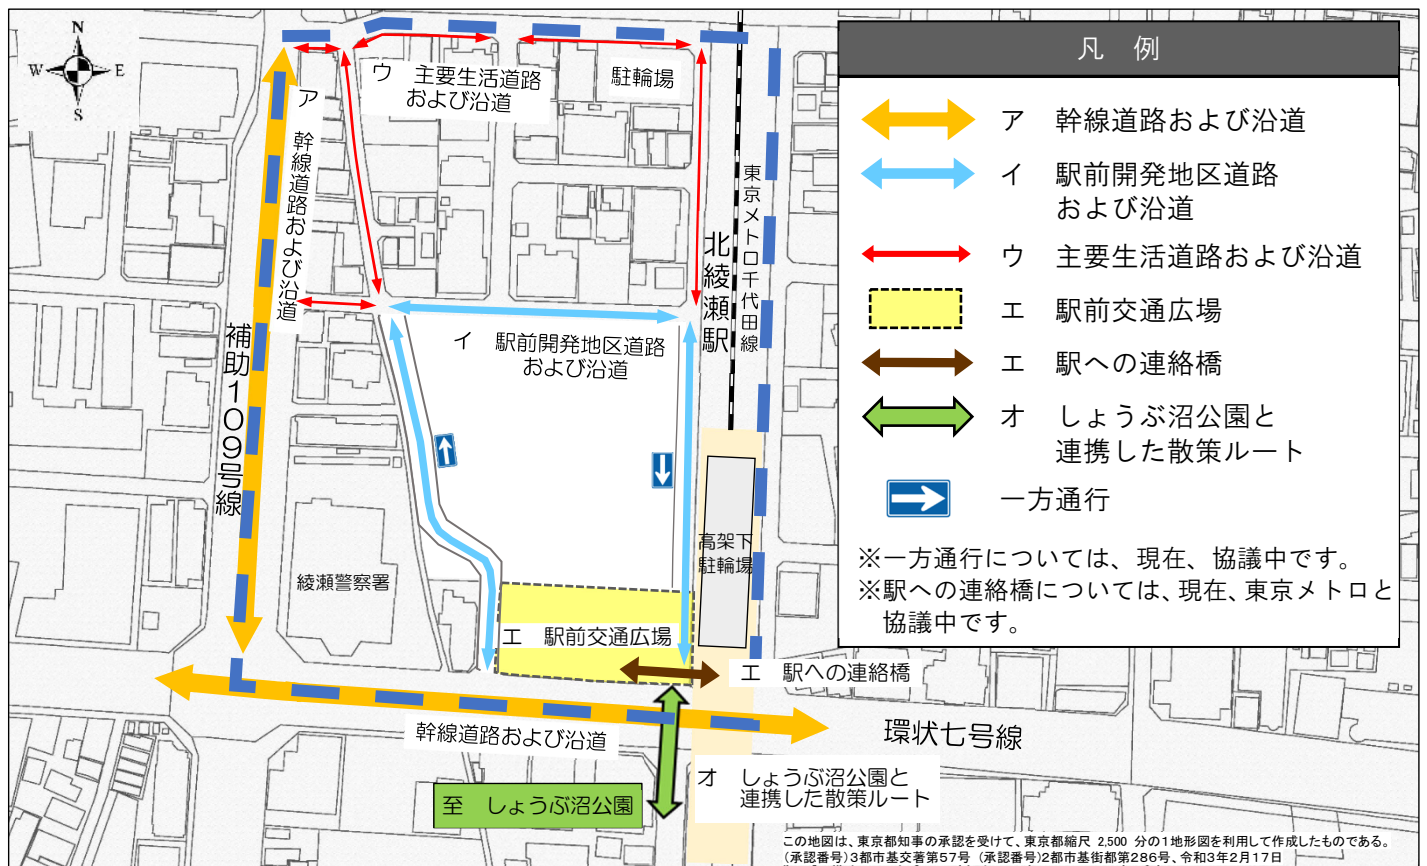 N
W
E
S
ウ 主要生活道路
および沿道
駐輪場
ア 幹線道路および沿道
東京メトロ千代田線
北綾瀬駅
イ 駅前開発地区道路
および沿道
補助109号線
綾瀬警察署
高架下
駐輪場
エ 駅前交通広場
エ 駅への連絡橋
幹線道路および沿道
環状七号線
オ しょうぶ沼公園と
連携した散策ルート
至 しょうぶ沼公園
凡 例
ア 幹線道路および沿道
イ 駅前開発地区道路
および沿道
ウ 主要生活道路および沿道
エ 駅前交通広場
エ 駅への連絡橋
オ しょうぶ沼公園と
連携した散策ルート
一方通行
※一方通行については、現在、協議中です。
※駅への連絡橋については、現在、東京メトロと
協議中です。
この地図は、東京都知事の承認を受けて、東京都縮尺 2,500 分の1地形図を利用して作成したものである。
(承認番号)3都市基交著第57号 (承認番号)2都市基街都第286号、令和3年2月17日